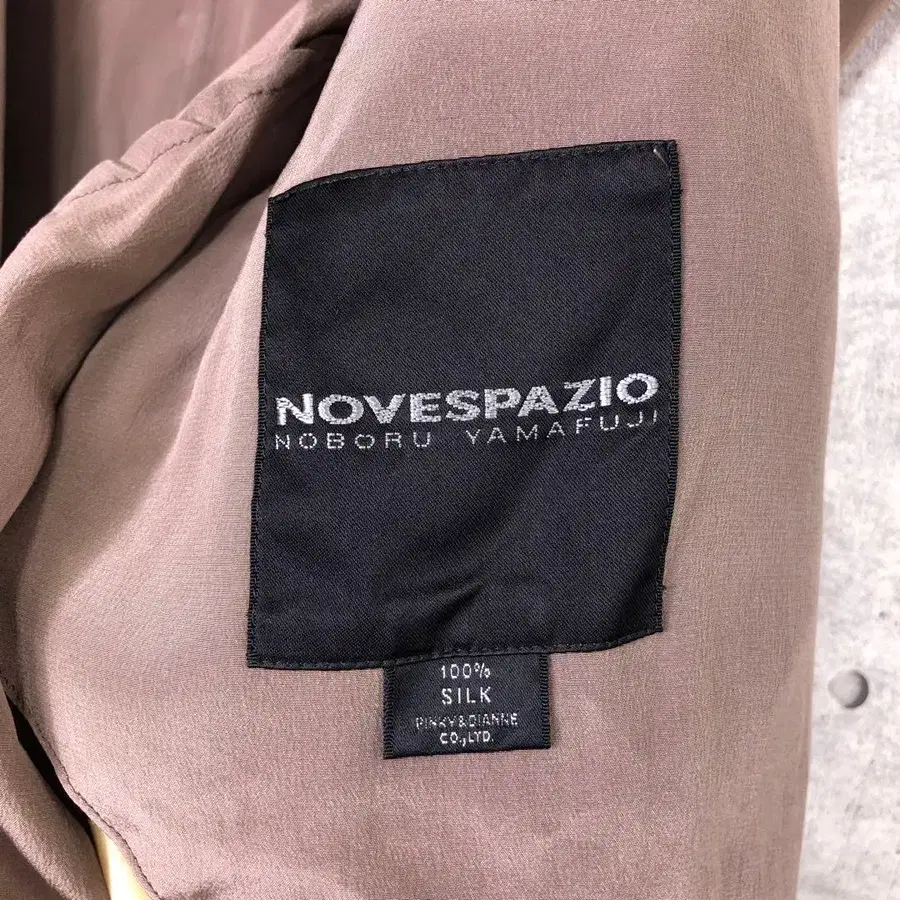 NOVESPAZIO
NOBORU YAMAFUJI
100%
SILK
PINKY&DIANNE
CO.,LTD.